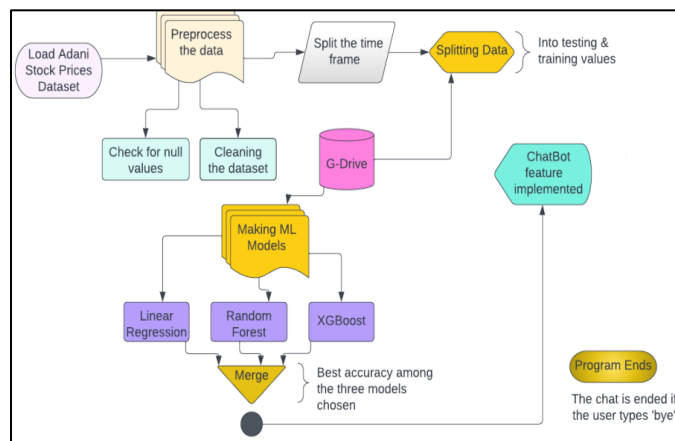 Load Adani
Stock Prices
Dataset
Preprocess
the data
Split the time
frame
Splitting Data
Into testing &
training values
Check for null
values
Cleaning
the dataset
G-Drive
ChatBot
feature
implemented
Making ML
Models
Linear
Regression
Random
Forest
XGBoost
Merge
Best accuracy among
the three models
chosen
Program Ends
The chat is ended if
the user types 'bye'